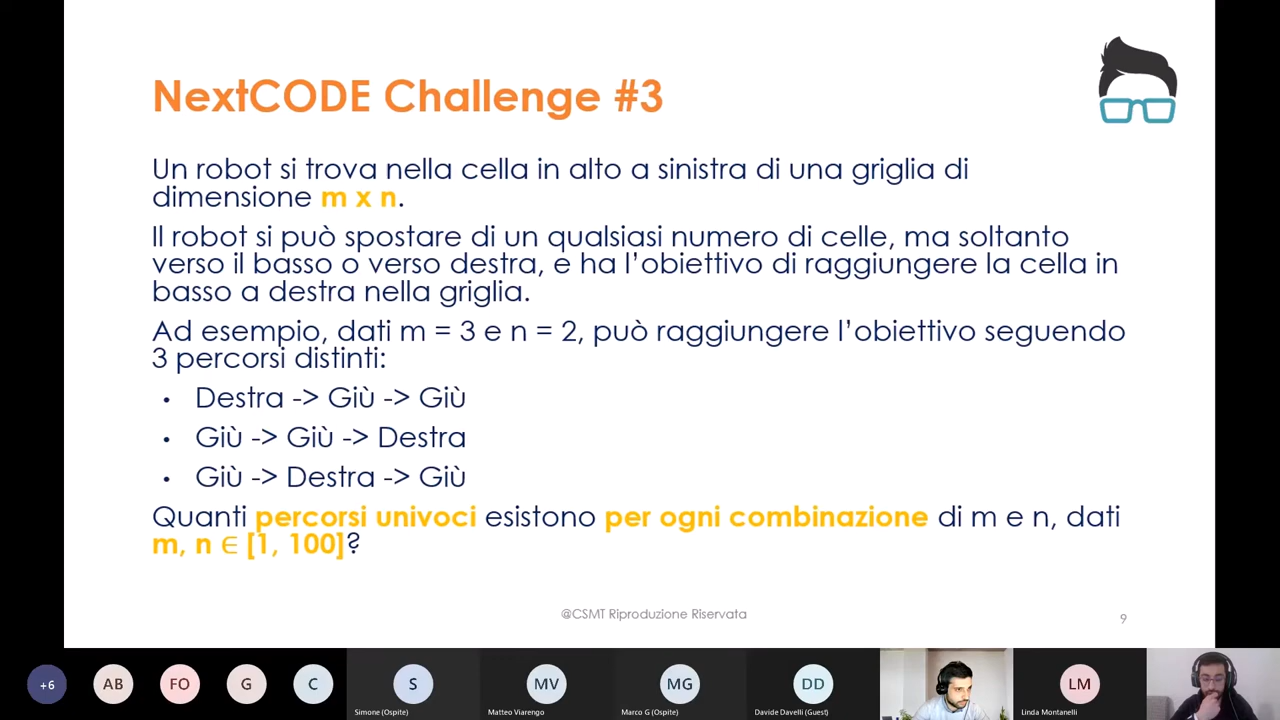 NextCODE Challenge #3
Un robot si trova nella cella in alto a sinistra di una griglia di
dimensione m x n.
Il robot si può spostare di un qualsiasi numero di celle, ma soltanto
verso il basso o verso destra, e ha l’obiettivo di raggiungere la cella in
basso a destra nella griglia.
Ad esempio, dati m = 3 e n = 2, può raggiungere l’obiettivo seguendo
3 percorsi distinti:
• Destra -> Giù -> Giù
• Giù -> Giù -> Destra
• Giù -> Destra -> Giù
Quanti percorsi univoci esistono per ogni combinazione di m e n, dati
m, n ∈ [1, 100]?
@CSMT Riproduzione Riservata
9
+6 AB FO G C S MV MG DD LM
Simone (Ospite) Matteo Viarengo Marco G (Ospite) Davide Davelli (Guest) Linda Montanelli